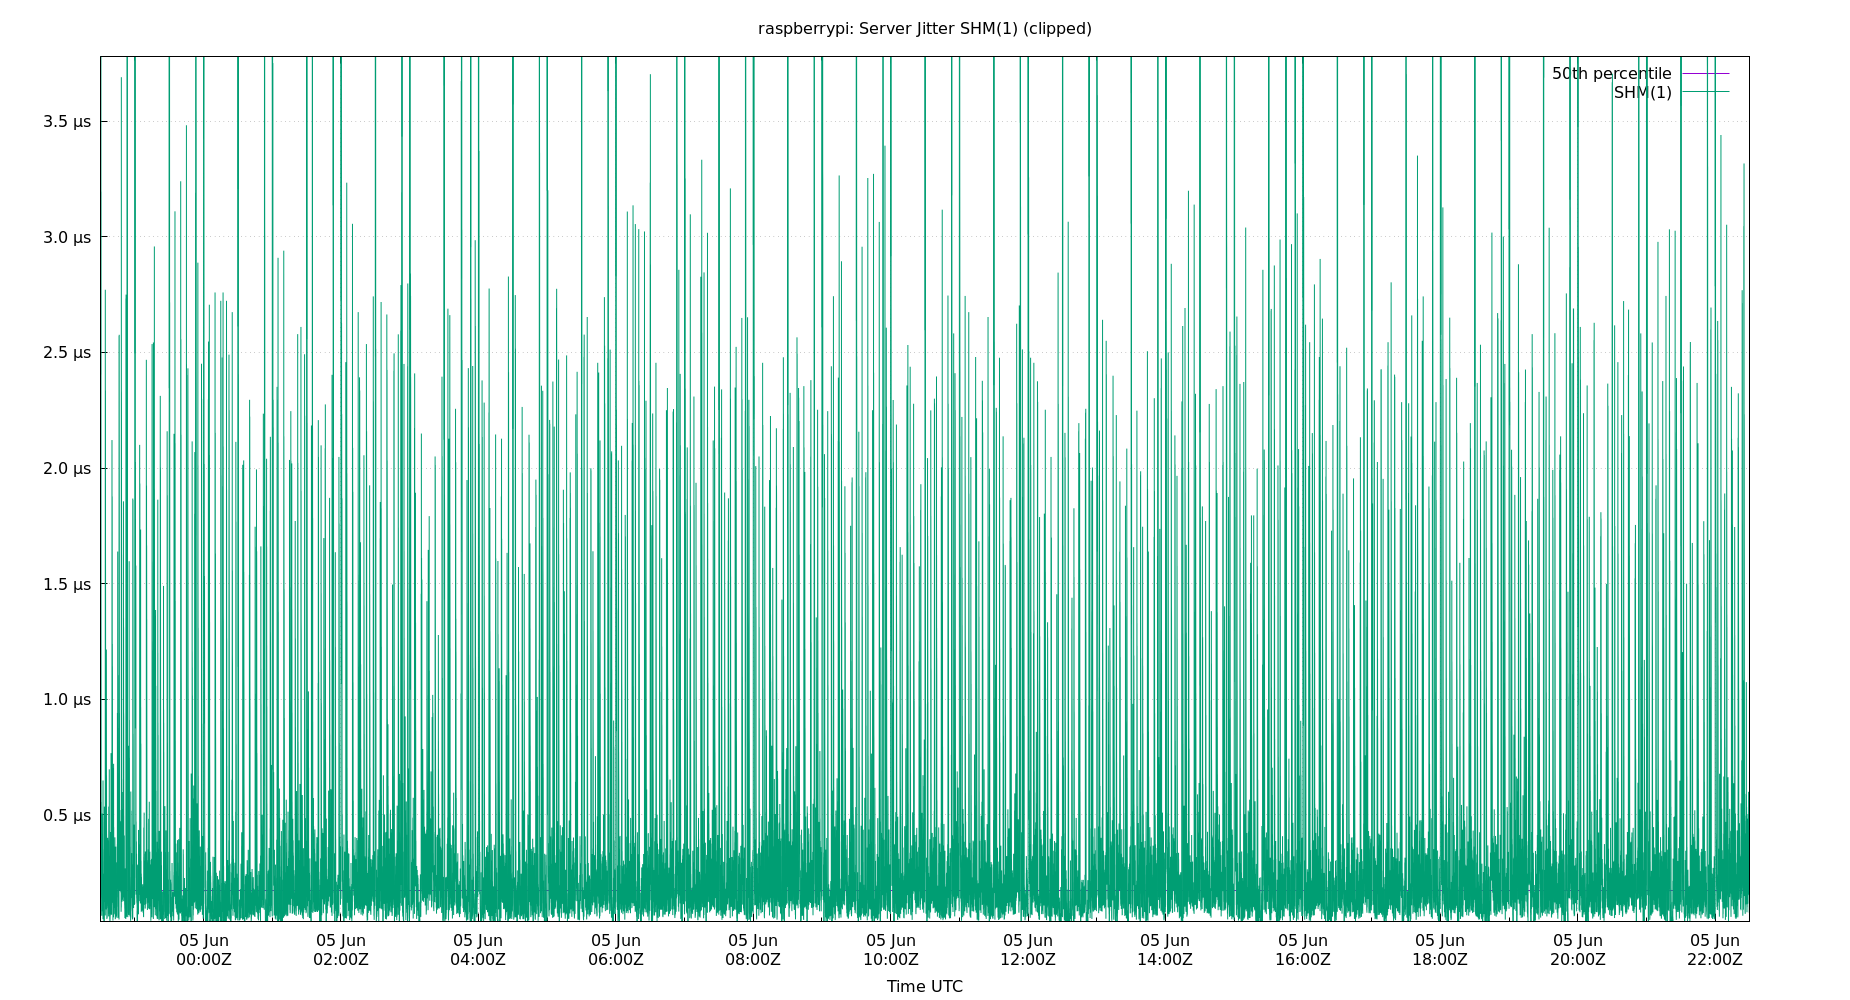 raspberrypi: Server Jitter SHM(1) (clipped)
50th percentile
SHM(1)
3.5 µs
3.0 µs
2.5 µs
2.0 µs
1.5 µs
1.0 µs
0.5 µs
05 Jun 05 Jun 05 Jun 05 Jun 05 Jun 05 Jun 05 Jun 05 Jun 05 Jun 05 Jun 05 Jun 05 Jun
00:00Z 02:00Z 04:00Z 06:00Z 08:00Z 10:00Z 12:00Z 14:00Z 16:00Z 18:00Z 20:00Z 22:00Z
Time UTC